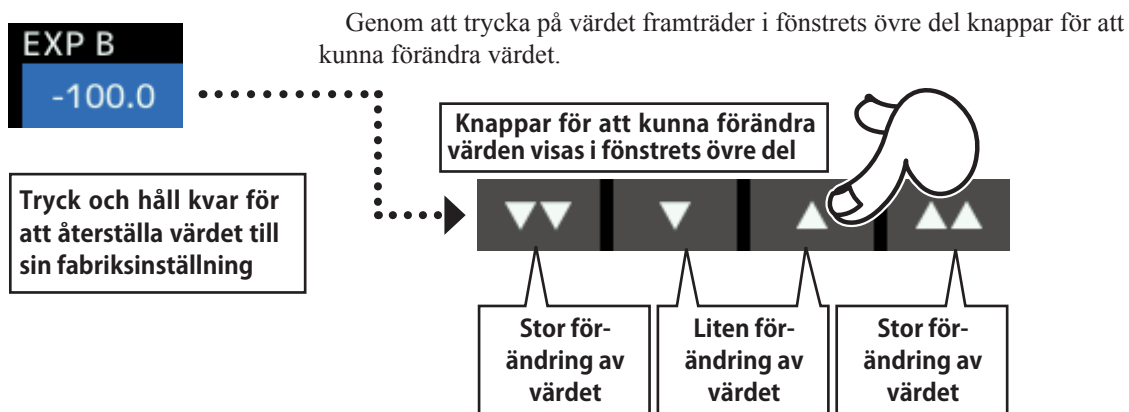 Genom att trycka på värdet framträder i fönstrets övre del knappar för att
kunna förändra värdet.
EXP B
-100.0
Knappar för att kunna förändra
värden visas i fönstrets övre del
Tryck och håll kvar för
att återställa värdet till
sin fabriksinställning
▼▼ ▼ ▲ ▲▲
Stor för-
ändring av
värdet
Liten för-
ändring av
värdet
Stor för-
ändring av
värdet